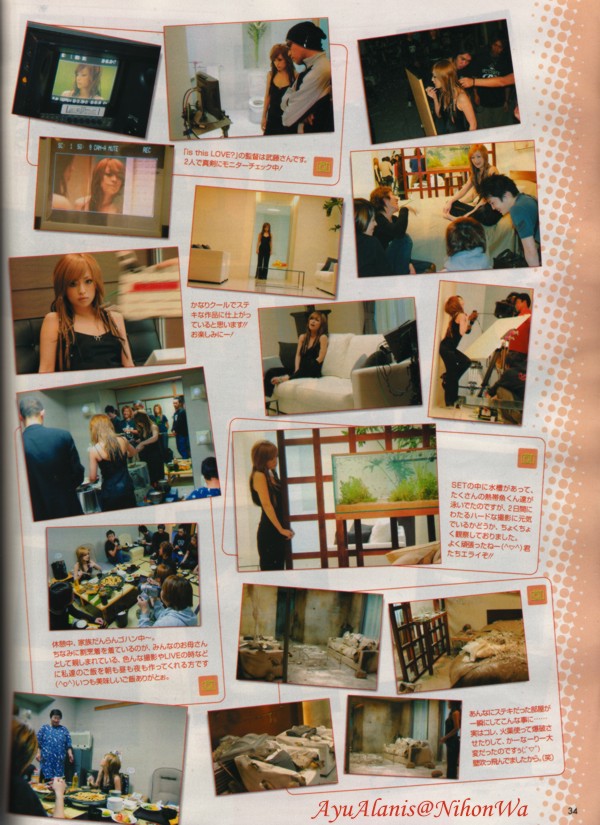 「is this LOVE?」の監督は武藤さんです。
2人で真剣にモニターチェック中！
かなりクールでステ
キな作品に仕上がっ
ていると思います!!
お楽しみにー♪
SETの中に水槽があって、
たくさんの熱帯魚くん達が
泳いでたのですが、2日間に
わたるハードな撮影に元気
でいるかどうか、ちょくちょ
く観察しておりました。
よく頑張ったねー(^▽^)君
たちエライぞ!!
休憩中、家族だんらんゴハン中ー。
ちなみに割烹着を着ているのが、みんなのお母さん
として親しまれている、色んな撮影やLIVEの時など
に私達のご飯を朝も昼も夜も作ってくれる方です
(^o^)いつも美味しいご飯ありがとぉ。
あんなにステキだった部屋が
一瞬にしてこんな事に……
実はコレ、火薬使って爆破さ
せたりして、かーなーりー大
変だったのですぅ(;▽;)
壁吹っ飛んでましたから。(笑)
AyuAlanis@NihonWa
34